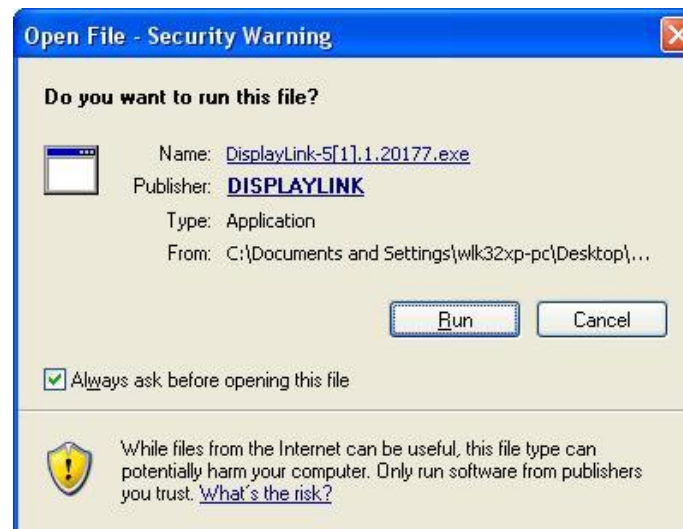 Open File - Security Warning
Do you want to run this file?
Name: DisplayLink-5[1].1.20177.exe
Publisher: DISPLAYLINK
Type: Application
From: C:\Documents and Settings\wlk32xp-pc\Desktop\...
Run Cancel
Always ask before opening this file
While files from the Internet can be useful, this file type can
potentially harm your computer. Only run software from publishers
you trust. What's the risk?